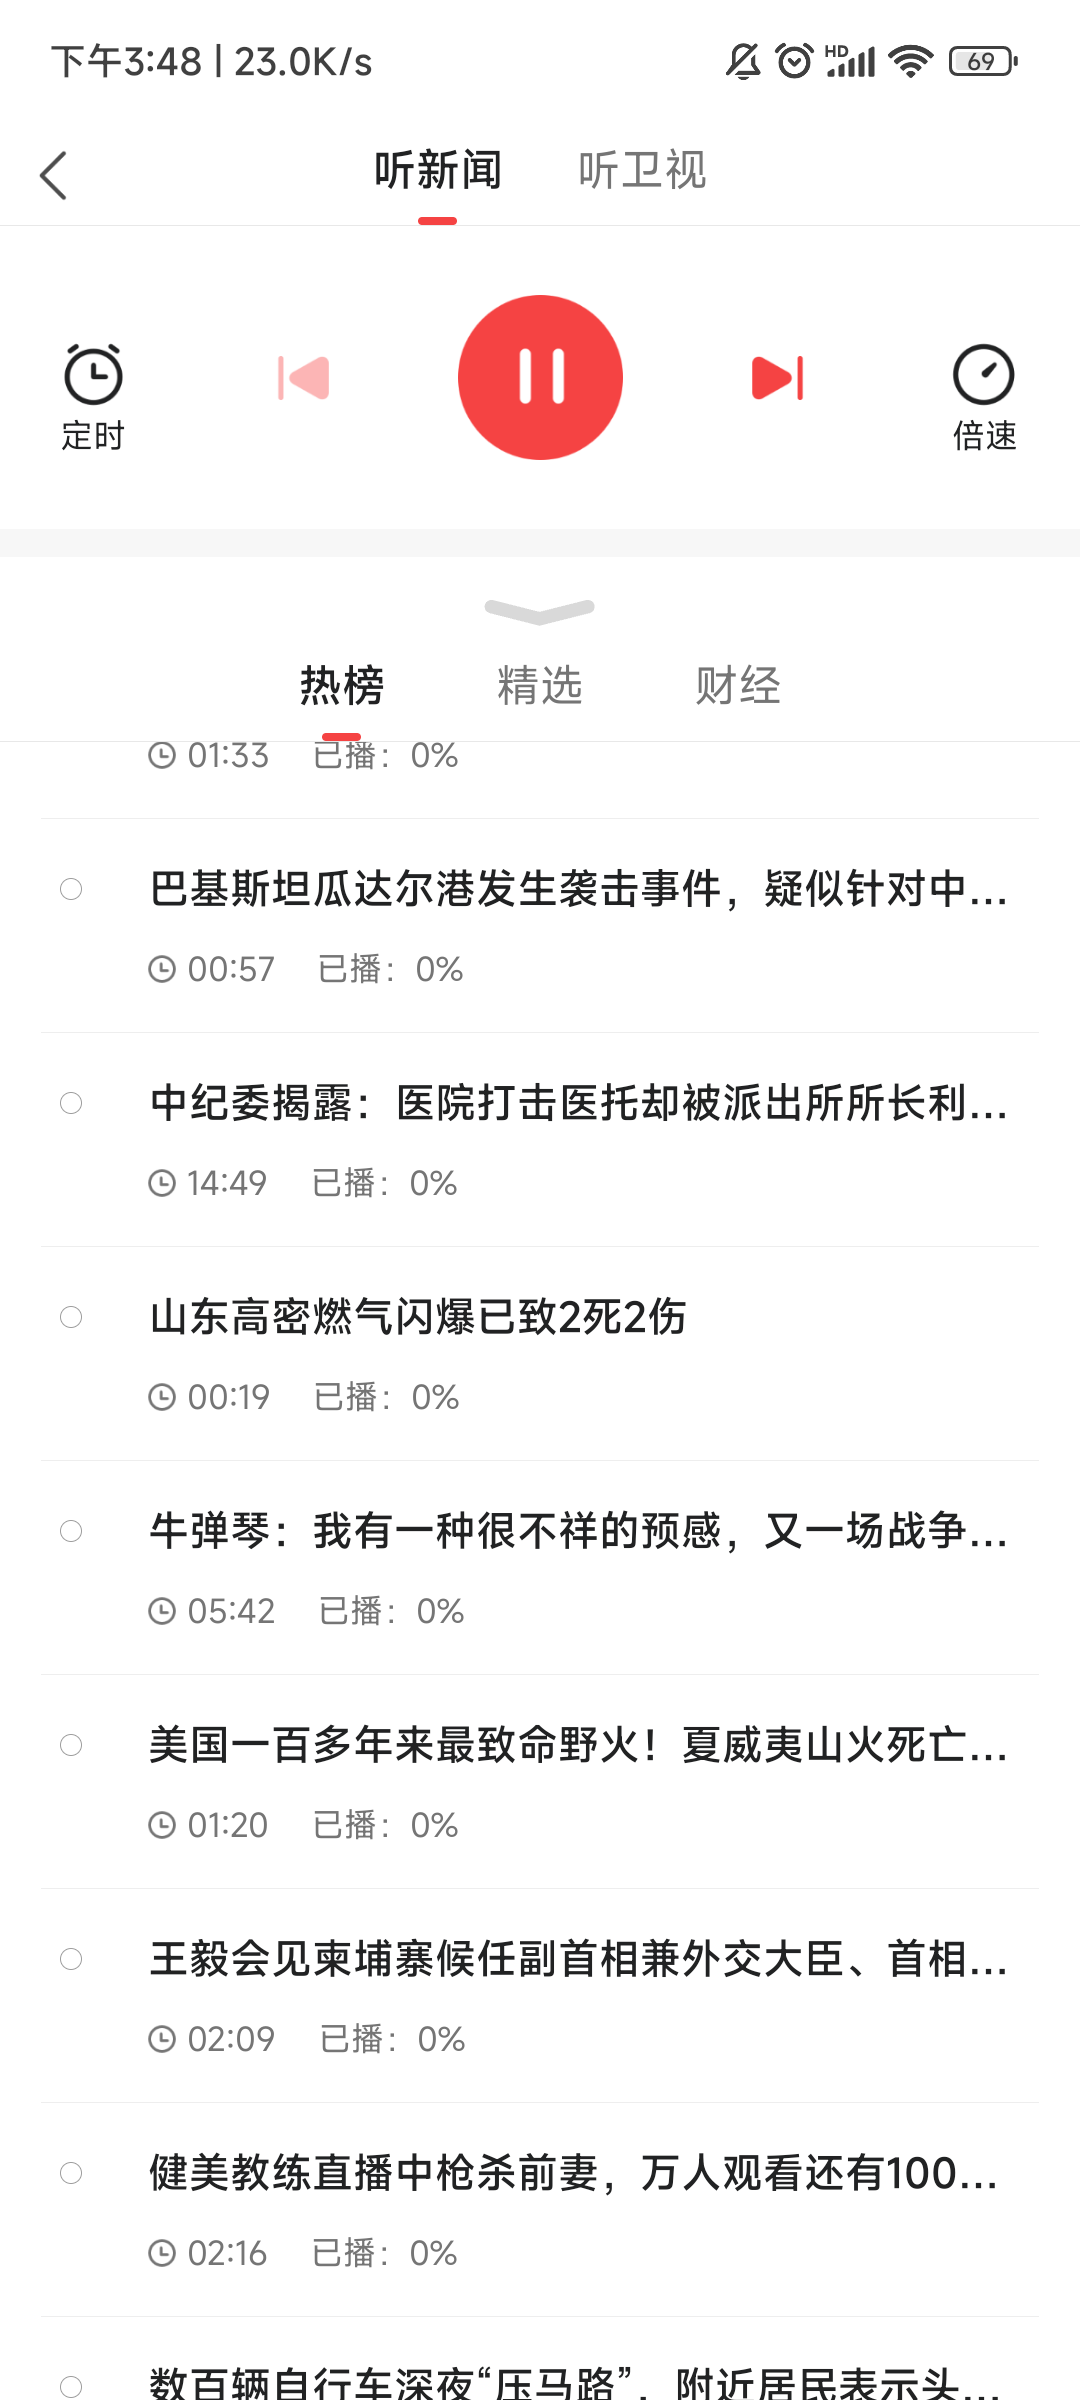 下午3:48 | 23.0K/s
HD
69
听新闻 听卫视
定时
倍速
热榜 精选 财经
01:33 已播：0%
巴基斯坦瓜达尔港发生袭击事件，疑似针对中...
00:57 已播：0%
中纪委揭露：医院打击医托却被派出所所长利...
14:49 已播：0%
山东高密燃气闪爆已致2死2伤
00:19 已播：0%
牛弹琴：我有一种很不祥的预感，又一场战争...
05:42 已播：0%
美国一百多年来最致命野火！夏威夷山火死亡...
01:20 已播：0%
王毅会见柬埔寨候任副首相兼外交大臣、首相...
02:09 已播：0%
健美教练直播中枪杀前妻，万人观看还有100...
02:16 已播：0%
数百辆自行车深夜“压马路”，附近居民表示头...